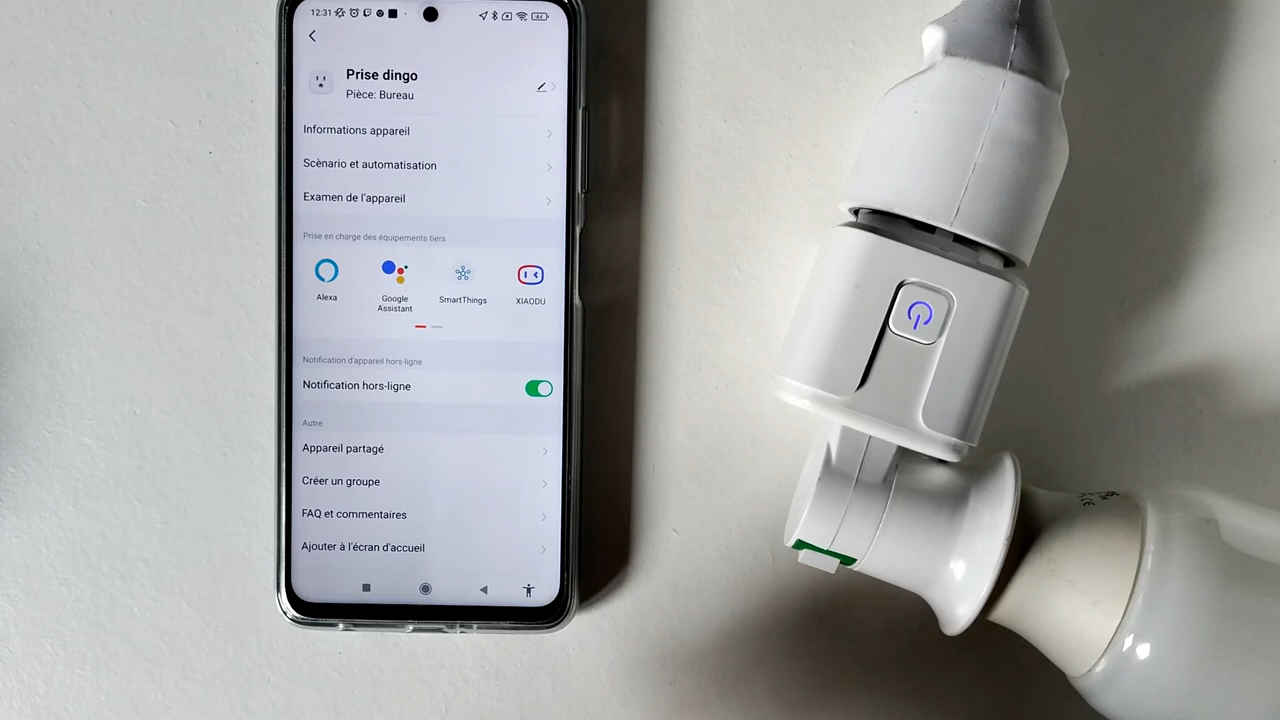 12:31
44
Prise dingo
Pièce: Bureau
Informations appareil
Scènario et automatisation
Examen de l'appareil
Prise en charge des équipements tiers
Alexa
Google Assistant
SmartThings
XIAODU
Notification d'appareil hors-ligne
Notification hors-ligne
Autre
Appareil partagé
Créer un groupe
FAQ et commentaires
Ajouter à l'écran d'accueil
CE